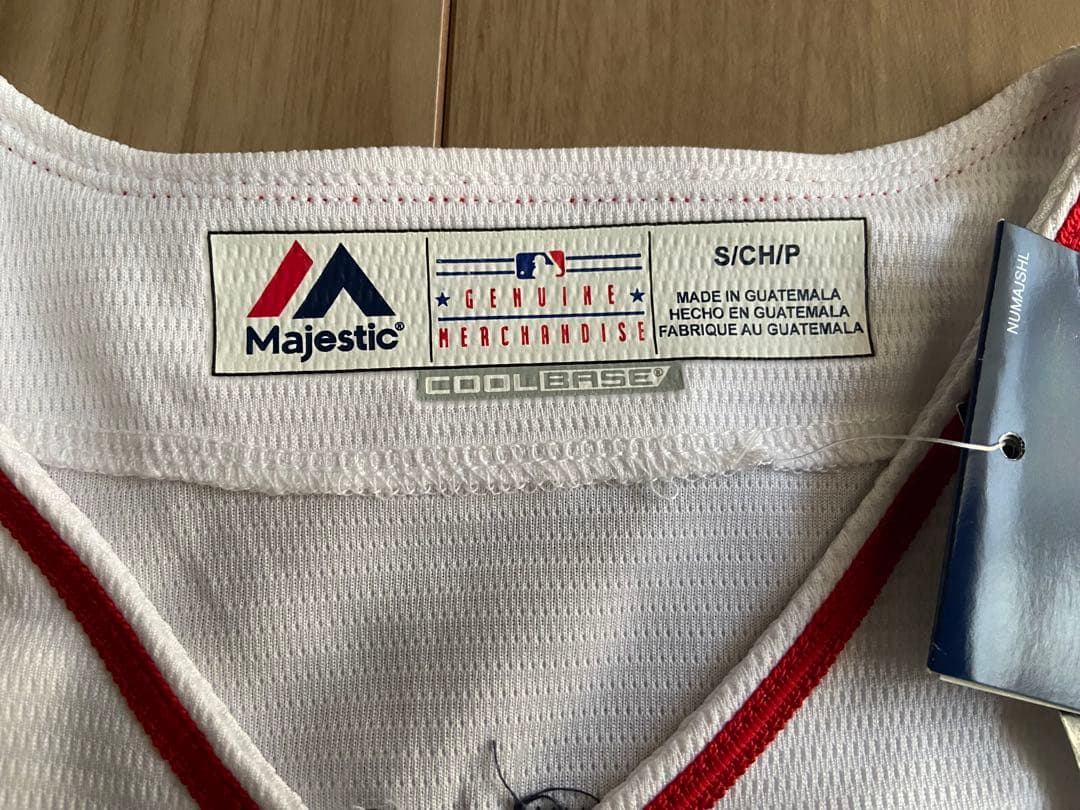 Majestic®
GENUINE
MERCHANDISE
S/CH/P
MADE IN GUATEMALA
HECHO EN GUATEMALA
FABRIQUE AU GUATEMALA
COOLBASE®
NUMAJSHL